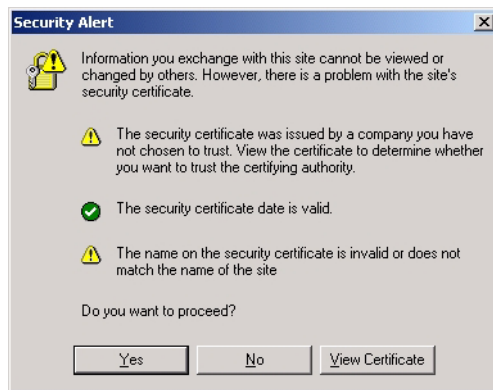 Security Alert
Information you exchange with this site cannot be viewed or
changed by others. However, there is a problem with the site's
security certificate.
The security certificate was issued by a company you have
not chosen to trust. View the certificate to determine whether
you want to trust the certifying authority.
The security certificate date is valid.
The name on the security certificate is invalid or does not
match the name of the site
Do you want to proceed?
Yes No View Certificate